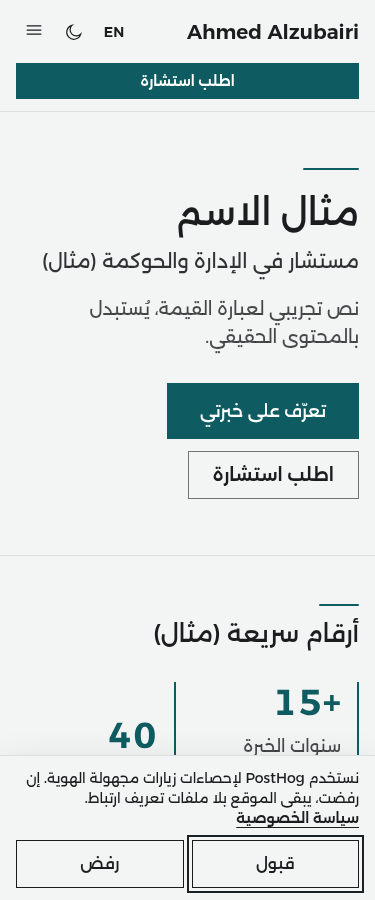 Ahmed Alzubairi
EN
اطلب استشارة
مثال الاسم
مستشار في الإدارة والحوكمة (مثال)
نص تجريبي لعبارة القيمة، يُستبدل
بالمحتوى الحقيقي.
تعرّف على خبرتي
اطلب استشارة
أرقام سريعة (مثال)
15+
40
سنوات الخبرة
نستخدم PostHog لإحصاءات زيارات مجهولة الهوية. إن
رفضت، يبقى الموقع بلا ملفات تعريف ارتباط.
سياسة الخصوصية
قبول
رفض